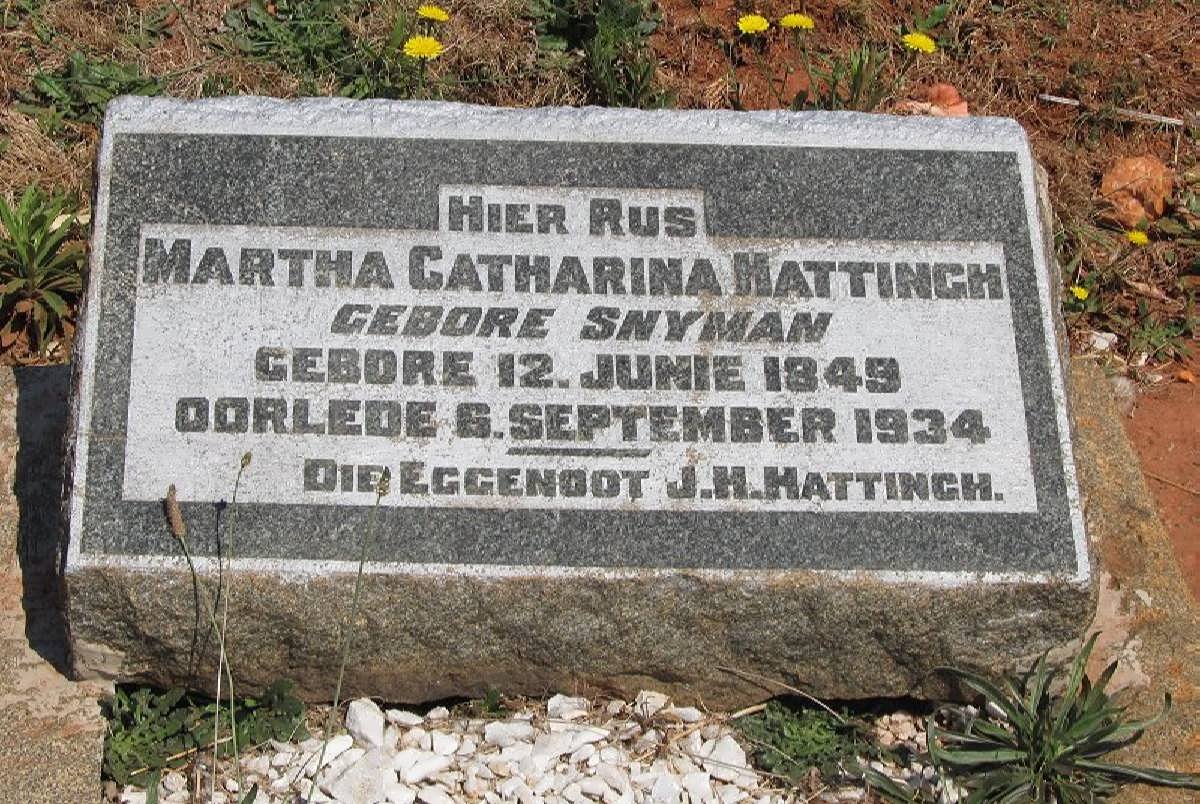 HIER RUS
MARTHA CATHARINA HATTINGH
GEBORE SNYMAN
GEBORE 12. JUNIE 1849
OORLEDE 6. SEPTEMBER 1934
DIE EGGENOOT J.H. HATTINGH.